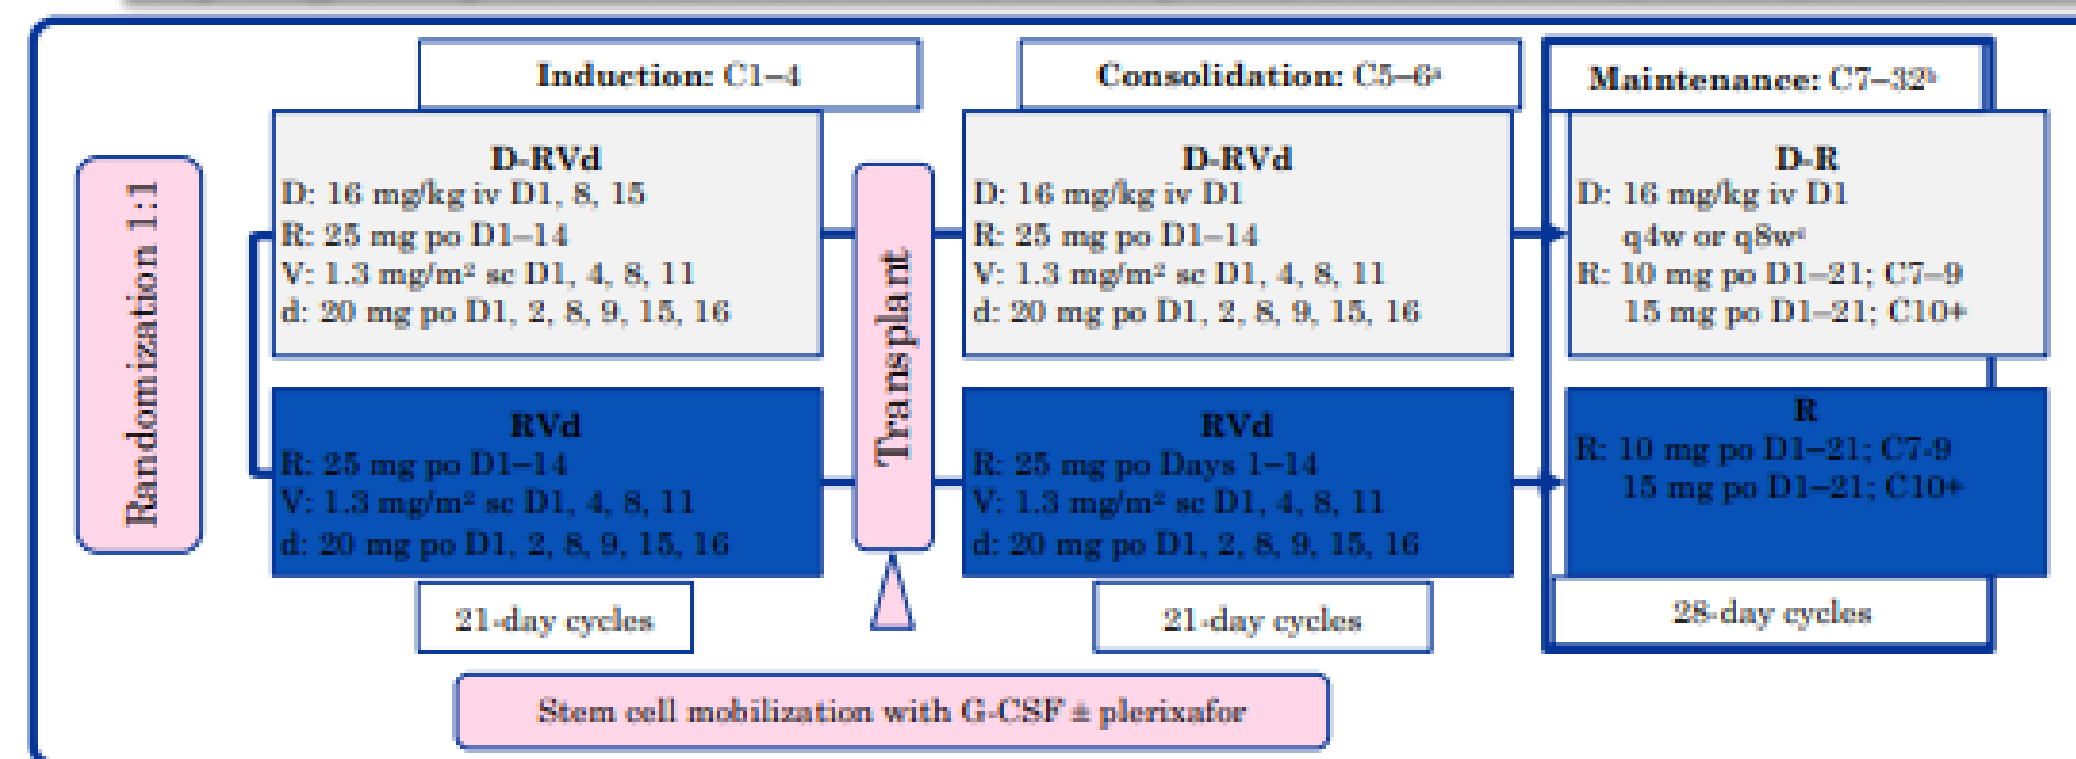 Induction: C1–4
Consolidation: C5–6ᵃ
Maintenance: C7–32ᵇ
Randomization 1:1
D-RVd
D: 16 mg/kg iv D1, 8, 15
R: 25 mg po D1–14
V: 1.3 mg/m² sc D1, 4, 8, 11
d: 20 mg po D1, 2, 8, 9, 15, 16
RVd
R: 25 mg po D1–14
V: 1.3 mg/m² sc D1, 4, 8, 11
d: 20 mg po D1, 2, 8, 9, 15, 16
21-day cycles
Transplant
D-RVd
D: 16 mg/kg iv D1
R: 25 mg po D1–14
V: 1.3 mg/m² sc D1, 4, 8, 11
d: 20 mg po D1, 2, 8, 9, 15, 16
RVd
R: 25 mg po Days 1–14
V: 1.3 mg/m² sc D1, 4, 8, 11
d: 20 mg po D1, 2, 8, 9, 15, 16
21-day cycles
D-R
D: 16 mg/kg iv D1
q4w or q8wᶜ
R: 10 mg po D1–21; C7–9
15 mg po D1–21; C10+
R
R: 10 mg po D1–21; C7-9
15 mg po D1–21; C10+
28-day cycles
Stem cell mobilization with G-CSF ± plerixafor